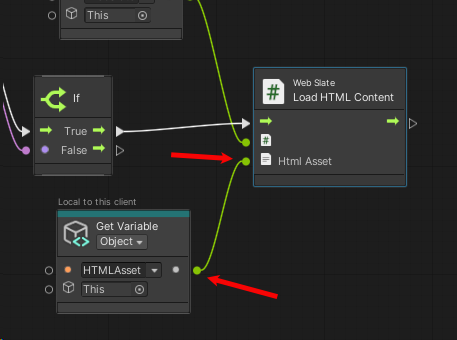 This
If
True
False
Web Slate
Load HTML Content
Html Asset
Local to this client
Get Variable
Object
HTMLAsset
This